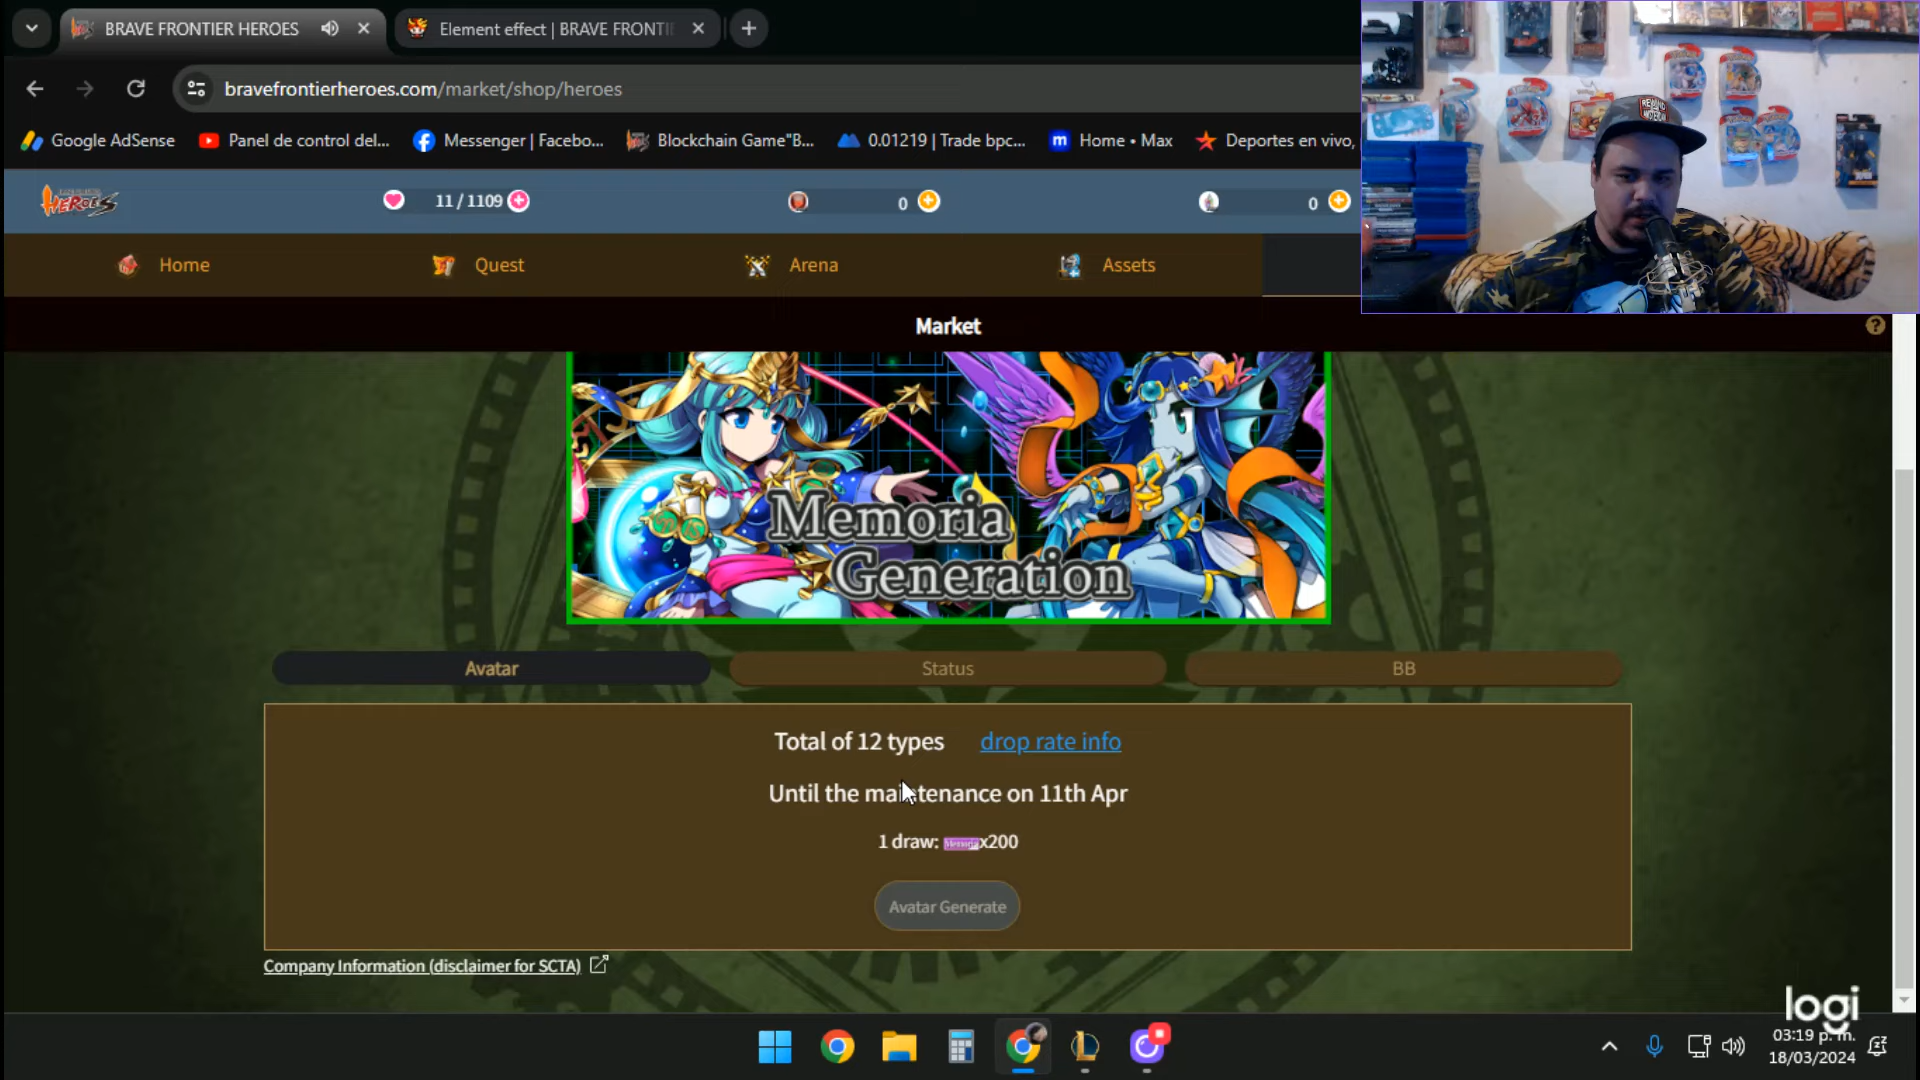 BRAVE FRONTIER HEROES
Element effect | BRAVE FRONTI
bravefrontierheroes.com/market/shop/heroes
Google AdSense
Panel de control del...
Messenger | Facebo...
Blockchain Game"B...
0.01219 | Trade bpc...
m Home • Max
Deportes en vivo,
HEROES
11 / 1109
0
0
Home
Quest
Arena
Assets
Market
?
Memoria
Generation
Avatar
Status
BB
Total of 12 types drop rate info
Until the maintenance on 11th Apr
1 draw: Memoria x200
Avatar Generate
Company Information (disclaimer for SCTA)
logi
03:19 p. m.
18/03/2024